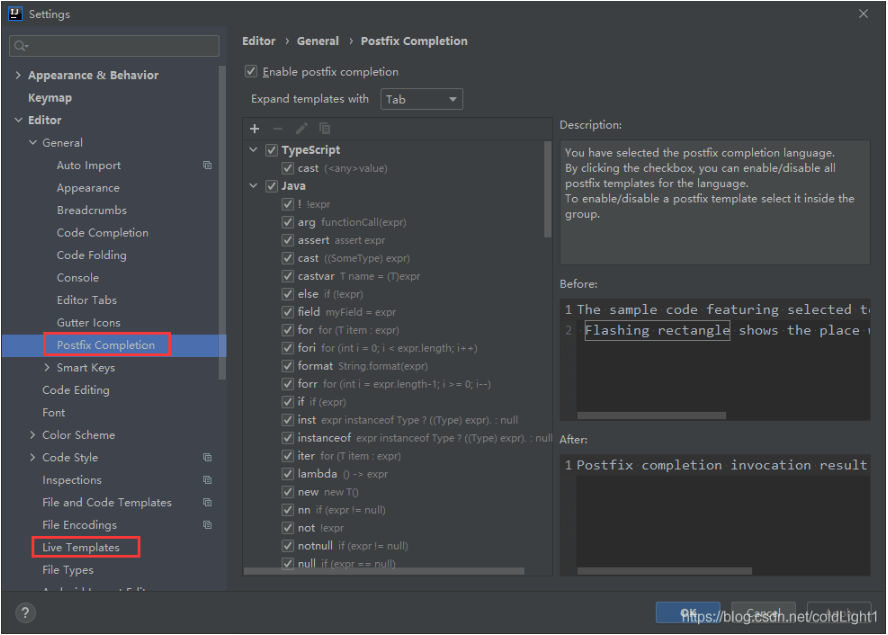 Settings
Appearance & Behavior
Keymap
Editor
General
Auto Import
Appearance
Breadcrumbs
Code Completion
Code Folding
Console
Editor Tabs
Gutter Icons
Postfix Completion
Smart Keys
Code Editing
Font
Color Scheme
Code Style
Inspections
File and Code Templates
File Encodings
Live Templates
File Types
Editor › General › Postfix Completion
Enable postfix completion
Expand templates with Tab
TypeScript
cast (<any>value)
Java
! !expr
arg functionCall(expr)
assert assert expr
cast ((SomeType) expr)
castvar T name = (T)expr
else if (!expr)
field myField = expr
for for (T item : expr)
fori for (int i = 0; i < expr.length; i++)
format String.format(expr)
forr for (int i = expr.length-1; i >= 0; i--)
if if (expr)
inst expr instanceof Type ? ((Type) expr). : null
instanceof expr instanceof Type ? ((Type) expr). : null
iter for (T item : expr)
lambda () -> expr
new new T()
nn if (expr != null)
not !expr
notnull if (expr != null)
null if (expr == null)
Description:
You have selected the postfix completion language.
By clicking the checkbox, you can enable/disable all
postfix templates for the language.
To enable/disable a postfix template select it inside the
group.
Before:
1 The sample code featuring selected
2 Flashing rectangle shows the place
After:
1 Postfix completion invocation result
?
OK
Cancel
https://blog.csdn.net/coldLight1